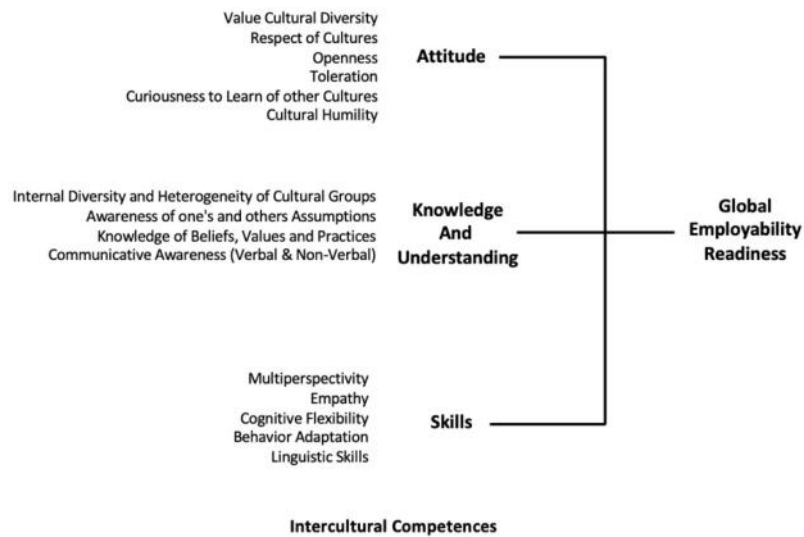 Value Cultural Diversity
Respect of Cultures
Openness
Toleration
Curiousness to Learn of other Cultures
Cultural Humility
Attitude
Internal Diversity and Heterogeneity of Cultural Groups
Awareness of one's and others Assumptions
Knowledge of Beliefs, Values and Practices
Communicative Awareness (Verbal & Non-Verbal)
Knowledge
And
Understanding
Global
Employability
Readiness
Multiperspectivity
Empathy
Cognitive Flexibility
Behavior Adaptation
Linguistic Skills
Skills
Intercultural Competences